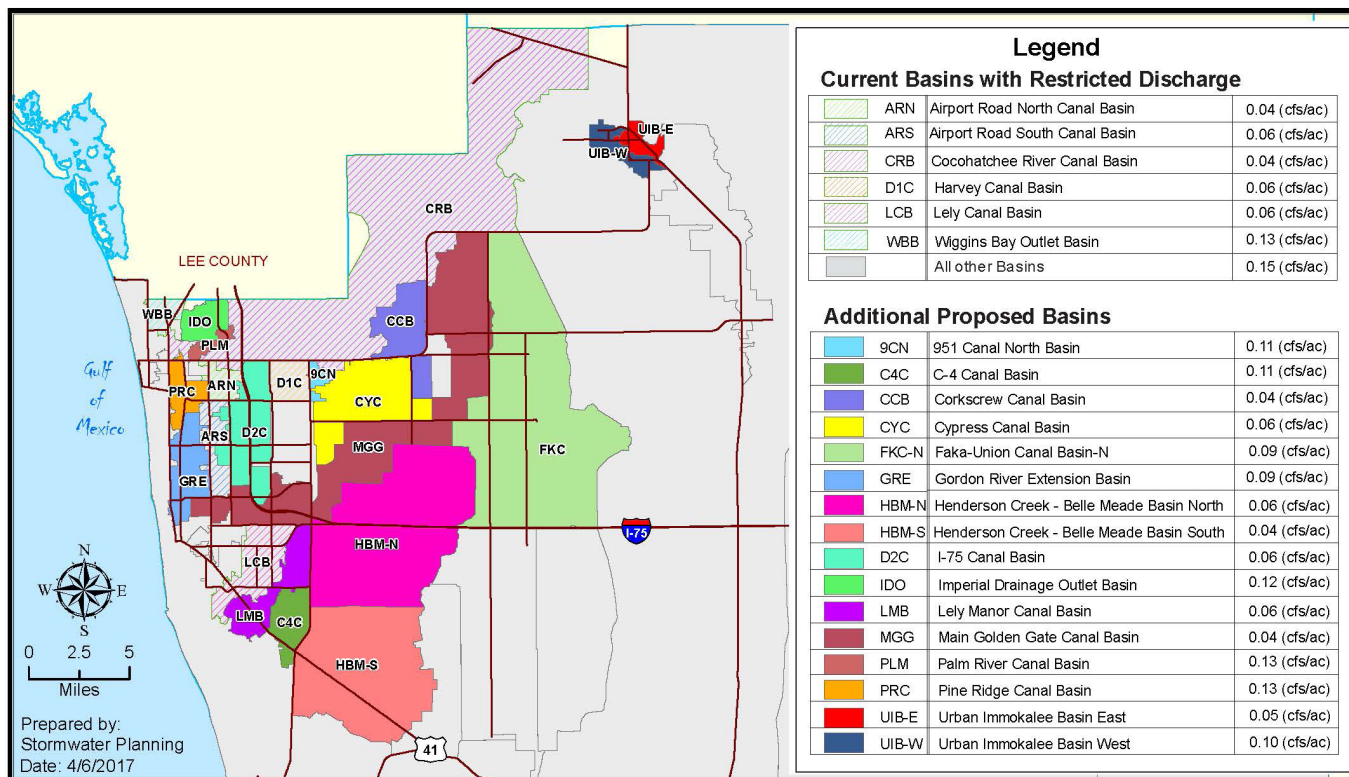 UIB-E
UIB-W
CRB
LEE COUNTY
WBB
IDO
CCB
PLM
9CN
PRC
ARN
D1C
CYC
Gulf
of
Mexico
ARS
D2C
MGG
FKC
GRE
I-75
HBM-N
LCB
N
W
E
S
LMB
C4C
HBM-S
0 2.5 5
Miles
41
Prepared by:
Stormwater Planning
Date: 4/6/2017
Legend
Current Basins with Restricted Discharge
ARN Airport Road North Canal Basin 0.04 (cfs/ac)
ARS Airport Road South Canal Basin 0.06 (cfs/ac)
CRB Cocohatchee River Canal Basin 0.04 (cfs/ac)
D1C Harvey Canal Basin 0.06 (cfs/ac)
LCB Lely Canal Basin 0.06 (cfs/ac)
WBB Wiggins Bay Outlet Basin 0.13 (cfs/ac)
All other Basins 0.15 (cfs/ac)
Additional Proposed Basins
9CN 951 Canal North Basin 0.11 (cfs/ac)
C4C C-4 Canal Basin 0.11 (cfs/ac)
CCB Corkscrew Canal Basin 0.04 (cfs/ac)
CYC Cypress Canal Basin 0.06 (cfs/ac)
FKC-N Faka-Union Canal Basin-N 0.09 (cfs/ac)
GRE Gordon River Extension Basin 0.09 (cfs/ac)
HBM-N Henderson Creek - Belle Meade Basin North 0.06 (cfs/ac)
HBM-S Henderson Creek - Belle Meade Basin South 0.04 (cfs/ac)
D2C I-75 Canal Basin 0.06 (cfs/ac)
IDO Imperial Drainage Outlet Basin 0.12 (cfs/ac)
LMB Lely Manor Canal Basin 0.06 (cfs/ac)
MGG Main Golden Gate Canal Basin 0.04 (cfs/ac)
PLM Palm River Canal Basin 0.13 (cfs/ac)
PRC Pine Ridge Canal Basin 0.13 (cfs/ac)
UIB-E Urban Immokalee Basin East 0.05 (cfs/ac)
UIB-W Urban Immokalee Basin West 0.10 (cfs/ac)